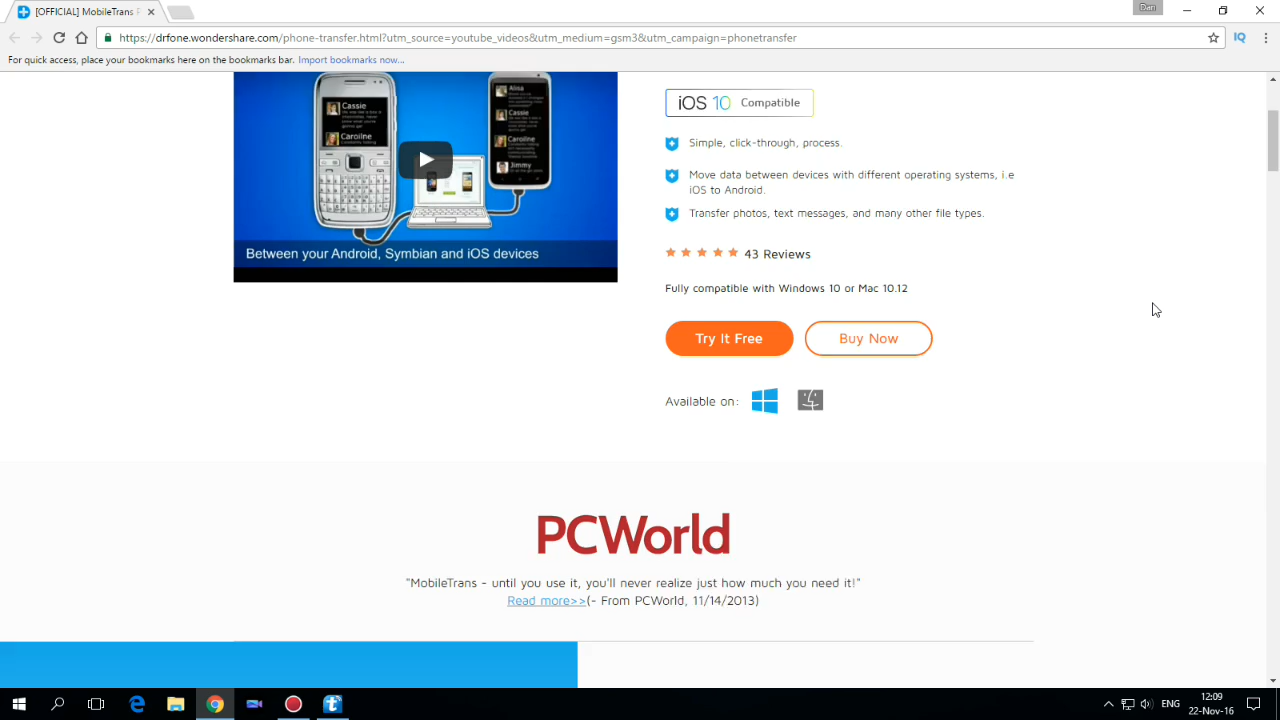 [OFFICIAL] MobileTrans P
Dani
https://drfone.wondershare.com/phone-transfer.html?utm_source=youtube_videos&utm_medium=gsm3&utm_campaign=phonetransfer
IQ
For quick access, place your bookmarks here on the bookmarks bar. Import bookmarks now...
Cassie
Caroline
Alisa
Cassie
Caroline
Jimmy
Between your Android, Symbian and iOS devices
iOS 10 Compatible
Simple, click-through, process.
Move data between devices with different operating systems, i.e
iOS to Android.
Transfer photos, text messages, and many other file types.
43 Reviews
Fully compatible with Windows 10 or Mac 10.12
Try It Free
Buy Now
Available on:
PCWorld
"MobileTrans - until you use it, you'll never realize just how much you need it!"
Read more>>(- From PCWorld, 11/14/2013)
ENG
12:09
22-Nov-16